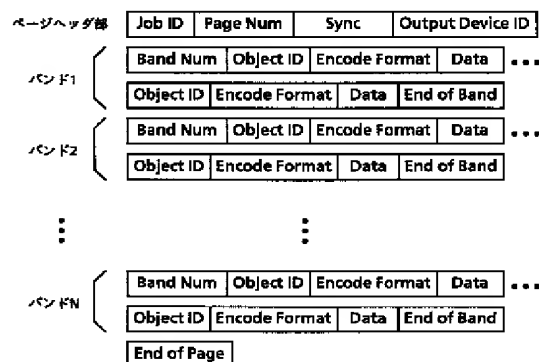 ページヘッダ部 Job ID Page Num Sync Output Device ID
バンド1 Band Num Object ID Encode Format Data •••
Object ID Encode Format Data End of Band
バンド2 Band Num Object ID Encode Format Data •••
Object ID Encode Format Data End of Band
バンドN Band Num Object ID Encode Format Data •••
Object ID Encode Format Data End of Band
End of Page